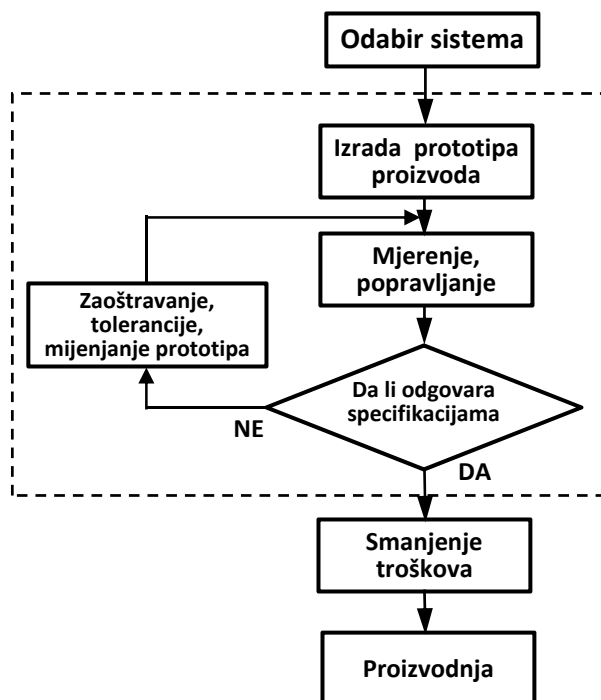 Odabir sistema
Izrada prototipa
proizvoda
Mjerenje,
popravljanje
Zaoštravanje,
tolerancije,
mijenjanje prototipa
Da li odgovara
specifikacijama
NE
DA
Smanjenje
troškova
Proizvodnja